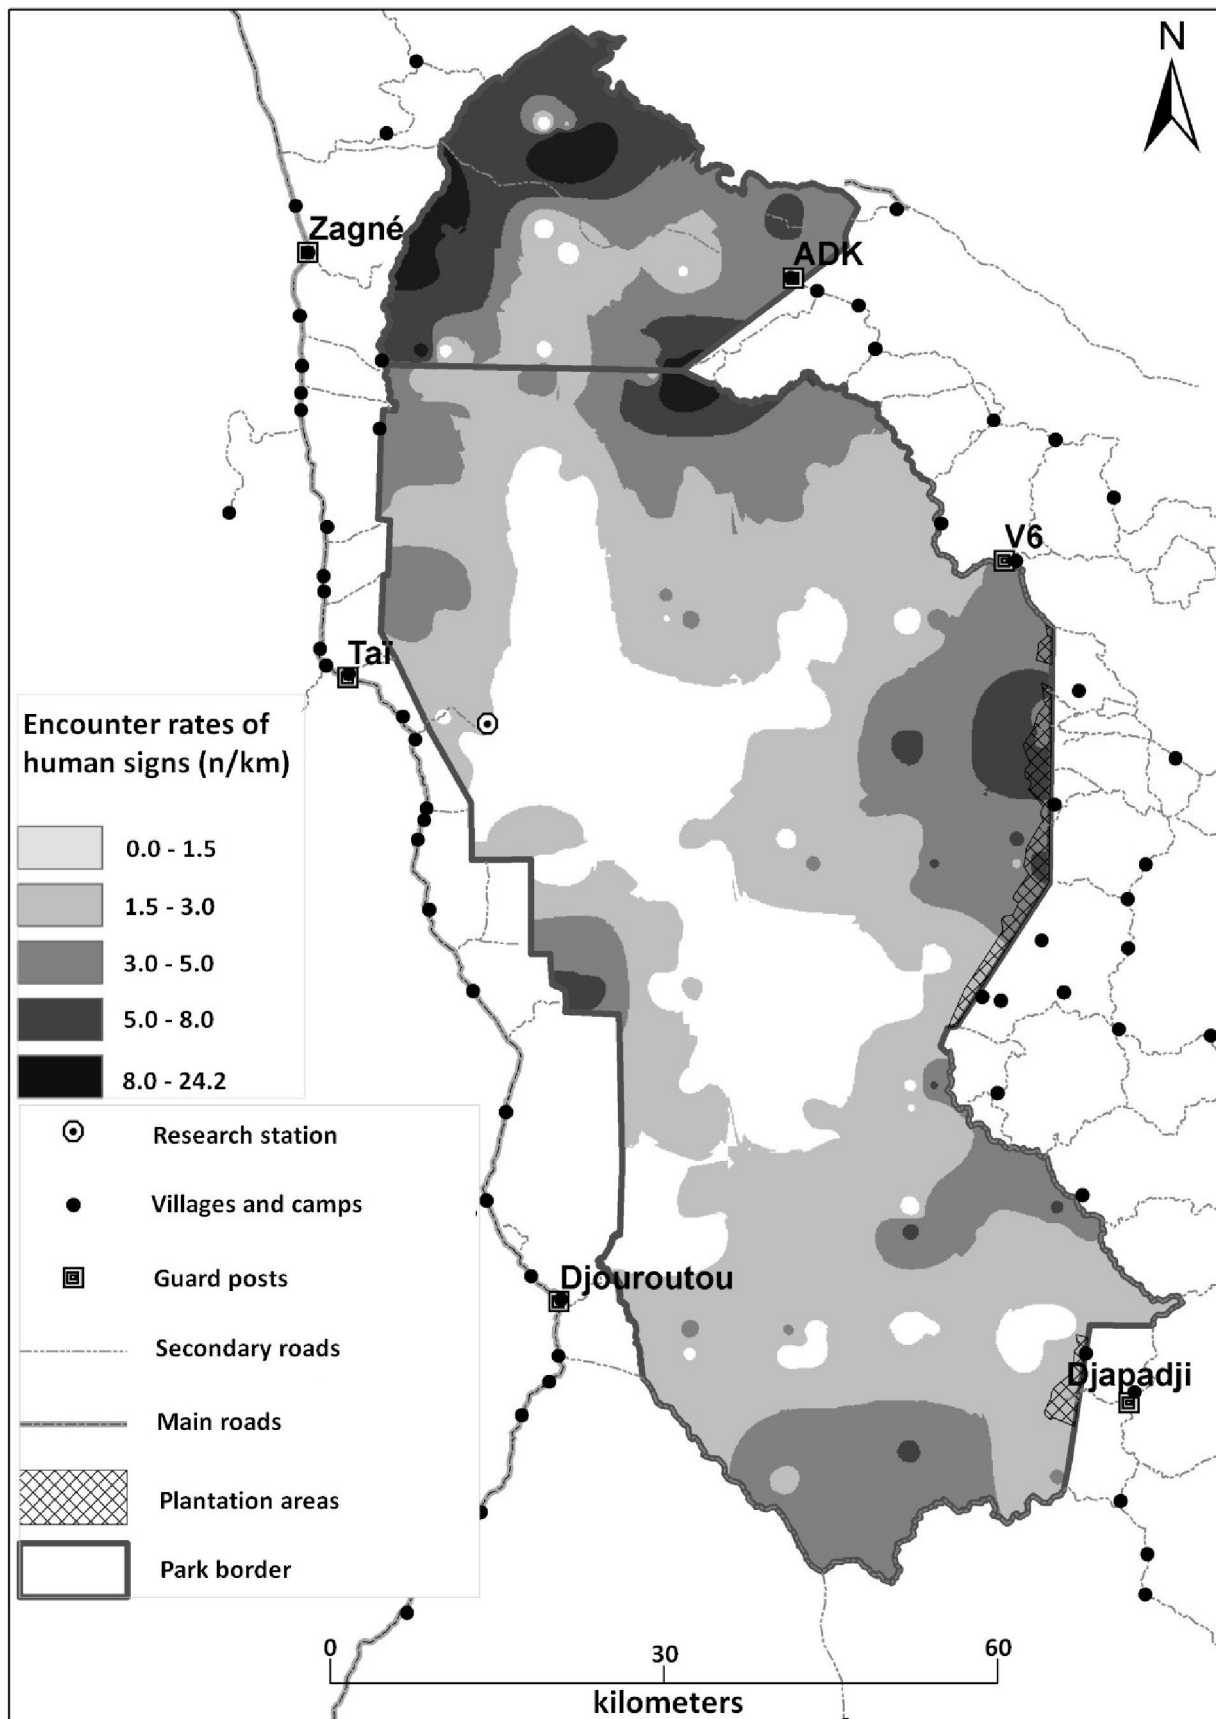 N
Zagné
ADK
V6
Taï
Encounter rates of
human signs (n/km)
0.0 - 1.5
1.5 - 3.0
3.0 - 5.0
5.0 - 8.0
8.0 - 24.2
Research station
Villages and camps
Guard posts
Djouroutou
Secondary roads
Djapadji
Main roads
Plantation areas
Park border
0 30 60
kilometers